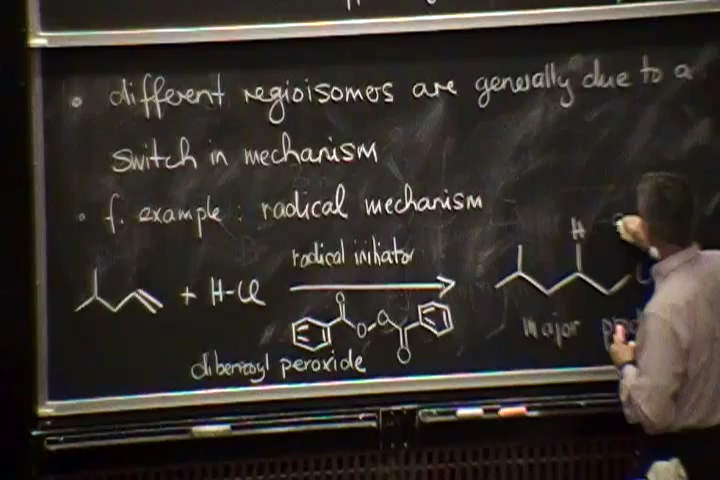 • different regioisomers are generally due to a
switch in mechanism
• f. example : radical mechanism
radical initiator
+ H-Cl
H
O
O-O
O
major
dibenzoyl peroxide